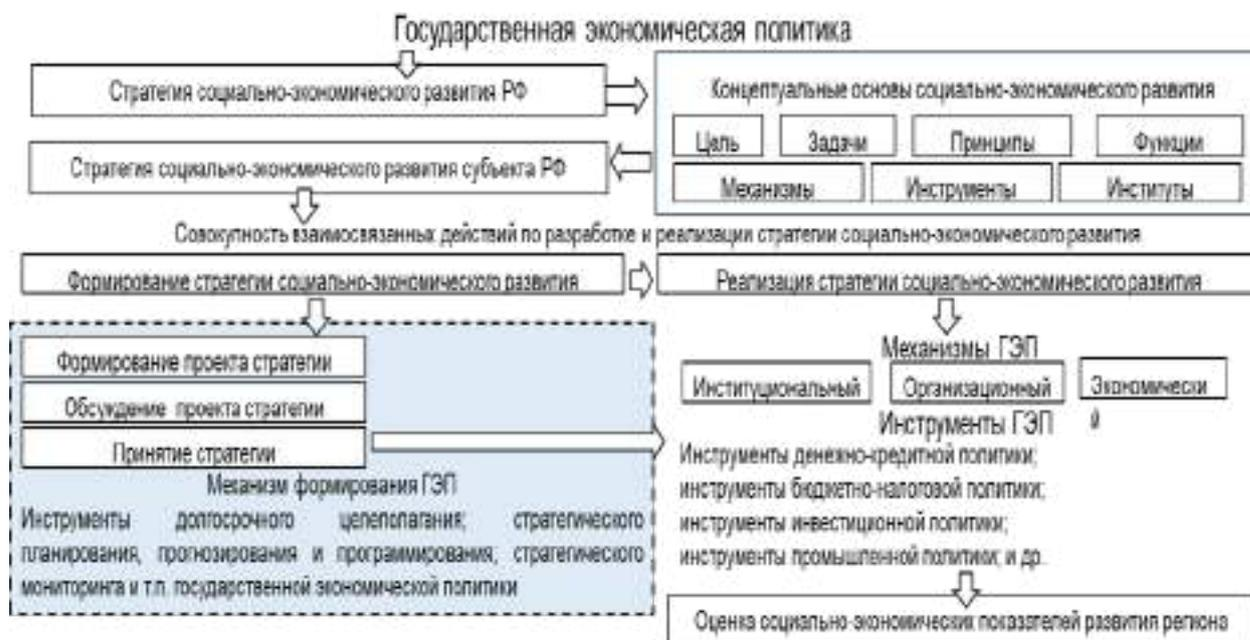 Государственная экономическая политика
Стратегия социально-экономического развития РФ
Концептуальные основы социально-экономического развития
Цель
Задачи
Принципы
Функции
Механизмы
Инструменты
Институты
Стратегия социально-экономического развития субъекта РФ
Совокупность взаимосвязанных действий по разработке и реализации стратегии социально-экономического развития
Формирование стратегии социально-экономического развития
Реализация стратегии социально-экономического развития
Формирование проекта стратегии
Обсуждение проекта стратегии
Принятие стратегии
Механизм формирования ГЭП
Инструменты долгосрочного целеполагания; стратегического
планирования, прогнозирования и программирования; стратегического
мониторинга и т.п. государственной экономической политики
Механизмы ГЭП
Институциональный
Организационный
Экономически
й
Инструменты ГЭП
Инструменты денежно-кредитной политики;
инструменты бюджетно-налоговой политики;
инструменты инвестиционной политики;
инструменты промышленной политики; и др.
Оценка социально-экономических показателей развития региона